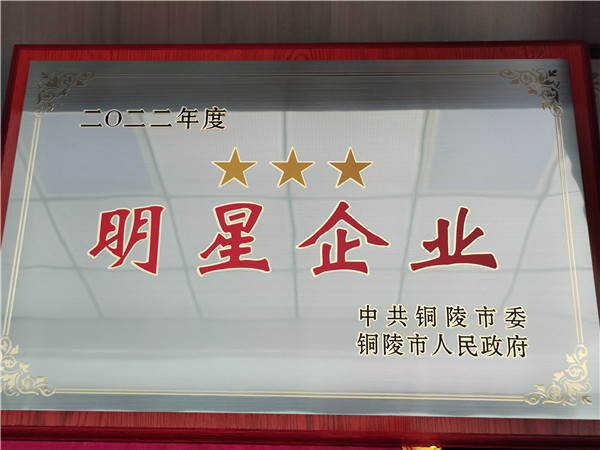 二〇二二年度
明星企业
中共铜陵市委
铜陵市人民政府